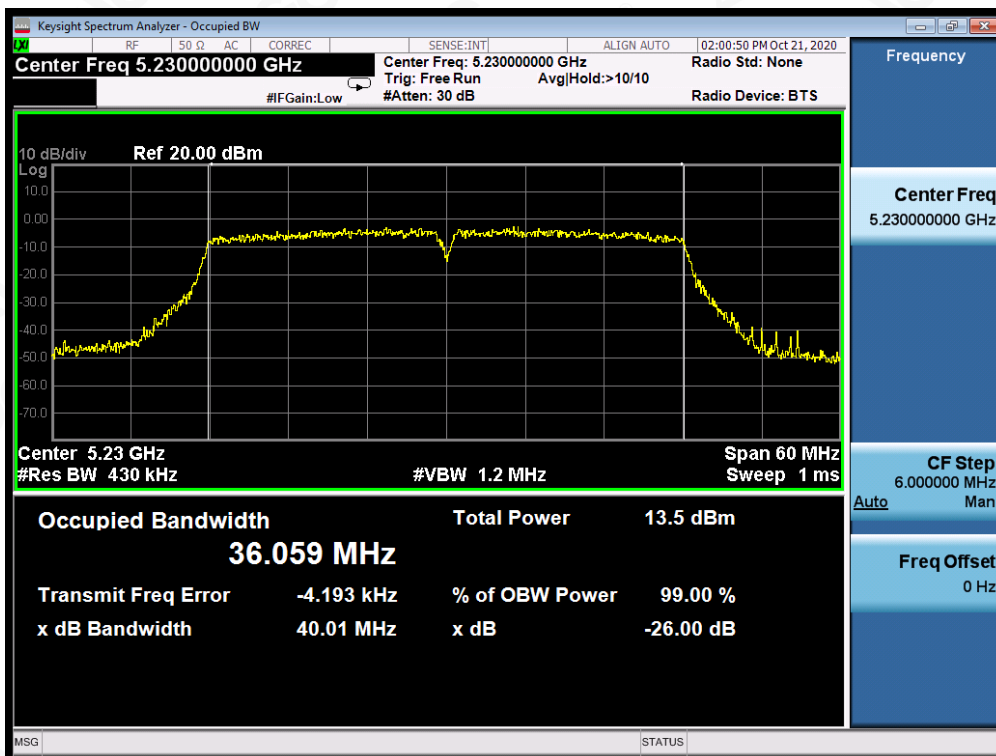 Keysight Spectrum Analyzer - Occupied BW
LXI RF 50 Ω AC CORREC SENSE:INT ALIGN AUTO 02:00:50 PM Oct 21, 2020
Center Freq 5.230000000 GHz
#IFGain:Low
Center Freq: 5.230000000 GHz
Trig: Free Run Avg|Hold:>10/10
#Atten: 30 dB
Radio Std: None
Radio Device: BTS
10 dB/div Ref 20.00 dBm
Log
10.0
0.00
-10.0
-20.0
-30.0
-40.0
-50.0
-60.0
-70.0
Center 5.23 GHz Span 60 MHz
#Res BW 430 kHz #VBW 1.2 MHz Sweep 1 ms
Occupied Bandwidth Total Power 13.5 dBm
36.059 MHz
Transmit Freq Error -4.193 kHz % of OBW Power 99.00 %
x dB Bandwidth 40.01 MHz x dB -26.00 dB
MSG STATUS
Frequency
Center Freq
5.230000000 GHz
CF Step
6.000000 MHz
Auto Man
Freq Offset
0 Hz